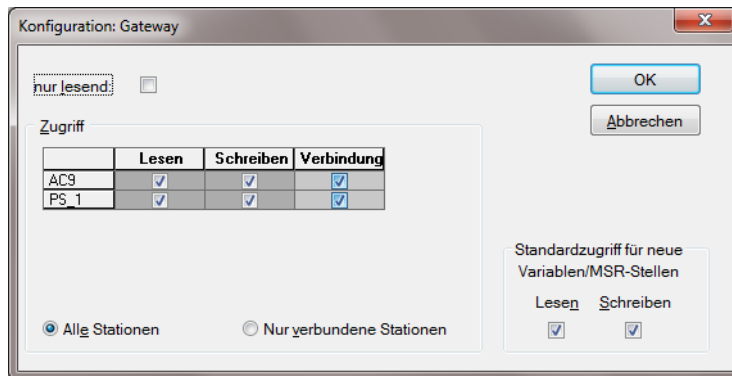 Konfiguration: Gateway
nur lesend:
OK
Abbrechen
Zugriff
Lesen Schreiben Verbindung
AC9
PS_1
Standardzugriff für neue
Variablen/MSR-Stellen
Lesen Schreiben
Alle Stationen Nur verbundene Stationen